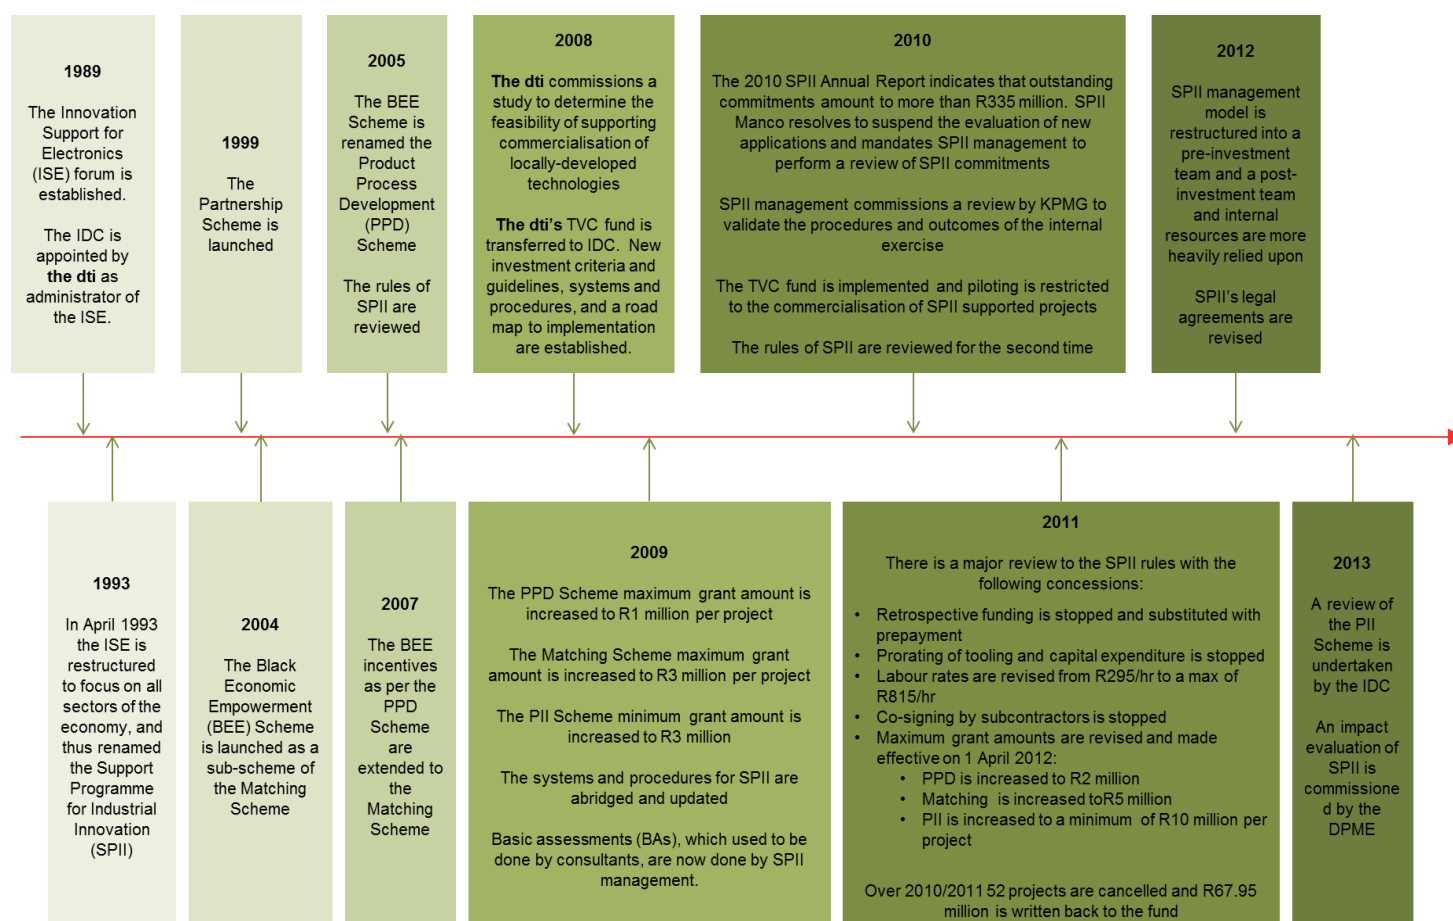 1989
The Innovation
Support for
Electronics
(ISE) forum is
established.
The IDC is
appointed by
the dti as
administrator of
the ISE.
1999
The
Partnership
Scheme is
launched
2005
The BEE
Scheme is
renamed the
Product
Process
Development
(PPD)
Scheme
The rules of
SPII are
reviewed
2008
The dti commissions a
study to determine the
feasibility of supporting
commercialisation of
locally-developed
technologies
The dti's TVC fund is
transferred to IDC. New
investment criteria and
guidelines, systems and
procedures, and a road
map to implementation
are established.
2010
The 2010 SPII Annual Report indicates that outstanding
commitments amount to more than R335 million. SPII
Manco resolves to suspend the evaluation of new
applications and mandates SPII management to
perform a review of SPII commitments
SPII management commissions a review by KPMG to
validate the procedures and outcomes of the internal
exercise
The TVC fund is implemented and piloting is restricted
to the commercialisation of SPII supported projects
The rules of SPII are reviewed for the second time
2012
SPII management
model is
restructured into a
pre-investment
team and a post-
investment team
and internal
resources are more
heavily relied upon
SPII's legal
agreements are
revised
1993
In April 1993
the ISE is
restructured
to focus on all
sectors of the
economy, and
thus renamed
the Support
Programme
for Industrial
Innovation
(SPII)
2004
The Black
Economic
Empowerment
(BEE) Scheme
is launched as a
sub-scheme of
the Matching
Scheme
2007
The BEE
incentives
as per the
PPD
Scheme
are
extended to
the
Matching
Scheme
2009
The PPD Scheme maximum grant amount is
increased to R1 million per project
The Matching Scheme maximum grant
amount is increased to R3 million per project
The PII Scheme minimum grant amount is
increased to R3 million
The systems and procedures for SPII are
abridged and updated
Basic assessments (BAs), which used to be
done by consultants, are now done by SPII
management.
2011
There is a major review to the SPII rules with the
following concessions:
• Retrospective funding is stopped and substituted with
prepayment
• Prorating of tooling and capital expenditure is stopped
• Labour rates are revised from R295/hr to a max of
R815/hr
• Co-signing by subcontractors is stopped
• Maximum grant amounts are revised and made
effective on 1 April 2012:
• PPD is increased to R2 million
• Matching is increased toR5 million
• PII is increased to a minimum of R10 million per
project
Over 2010/2011 52 projects are cancelled and R67.95
million is written back to the fund
2013
A review of
the PII
Scheme is
undertaken
by the IDC
An impact
evaluation of
SPII is
commissione
d by the
DPME